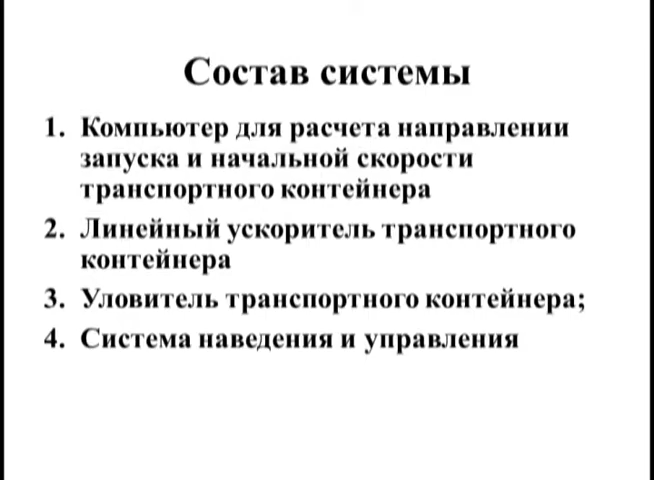 Состав системы
1. Компьютер для расчета направлении
запуска и начальной скорости
транспортного контейнера
2. Линейный ускоритель транспортного
контейнера
3. Уловитель транспортного контейнера;
4. Система наведения и управления